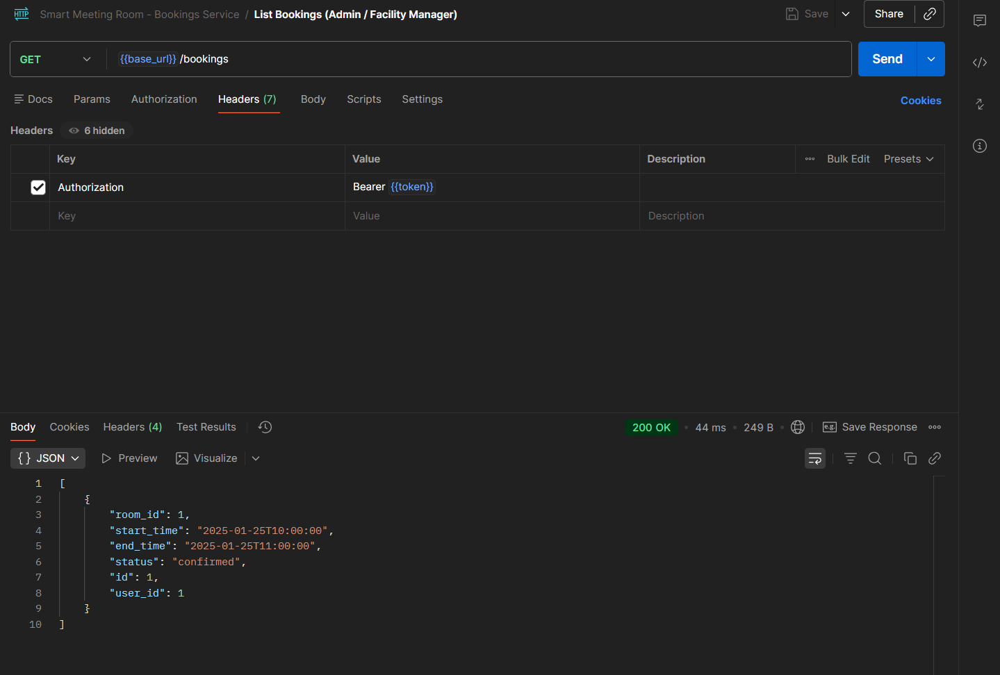 HTTP Smart Meeting Room - Bookings Service / List Bookings (Admin / Facility Manager) Save Share
GET {{base_url}}/bookings Send
Docs Params Authorization Headers (7) Body Scripts Settings Cookies
Headers 6 hidden
Key Value Description Bulk Edit Presets
Authorization Bearer {{token}}
Key Value Description
Body Cookies Headers (4) Test Results 200 OK • 44 ms • 249 B • e.g. Save Response
{} JSON Preview Visualize
1 [
2 {
3 "room_id": 1,
4 "start_time": "2025-01-25T10:00:00",
5 "end_time": "2025-01-25T11:00:00",
6 "status": "confirmed",
7 "id": 1,
8 "user_id": 1
9 }
10 ]